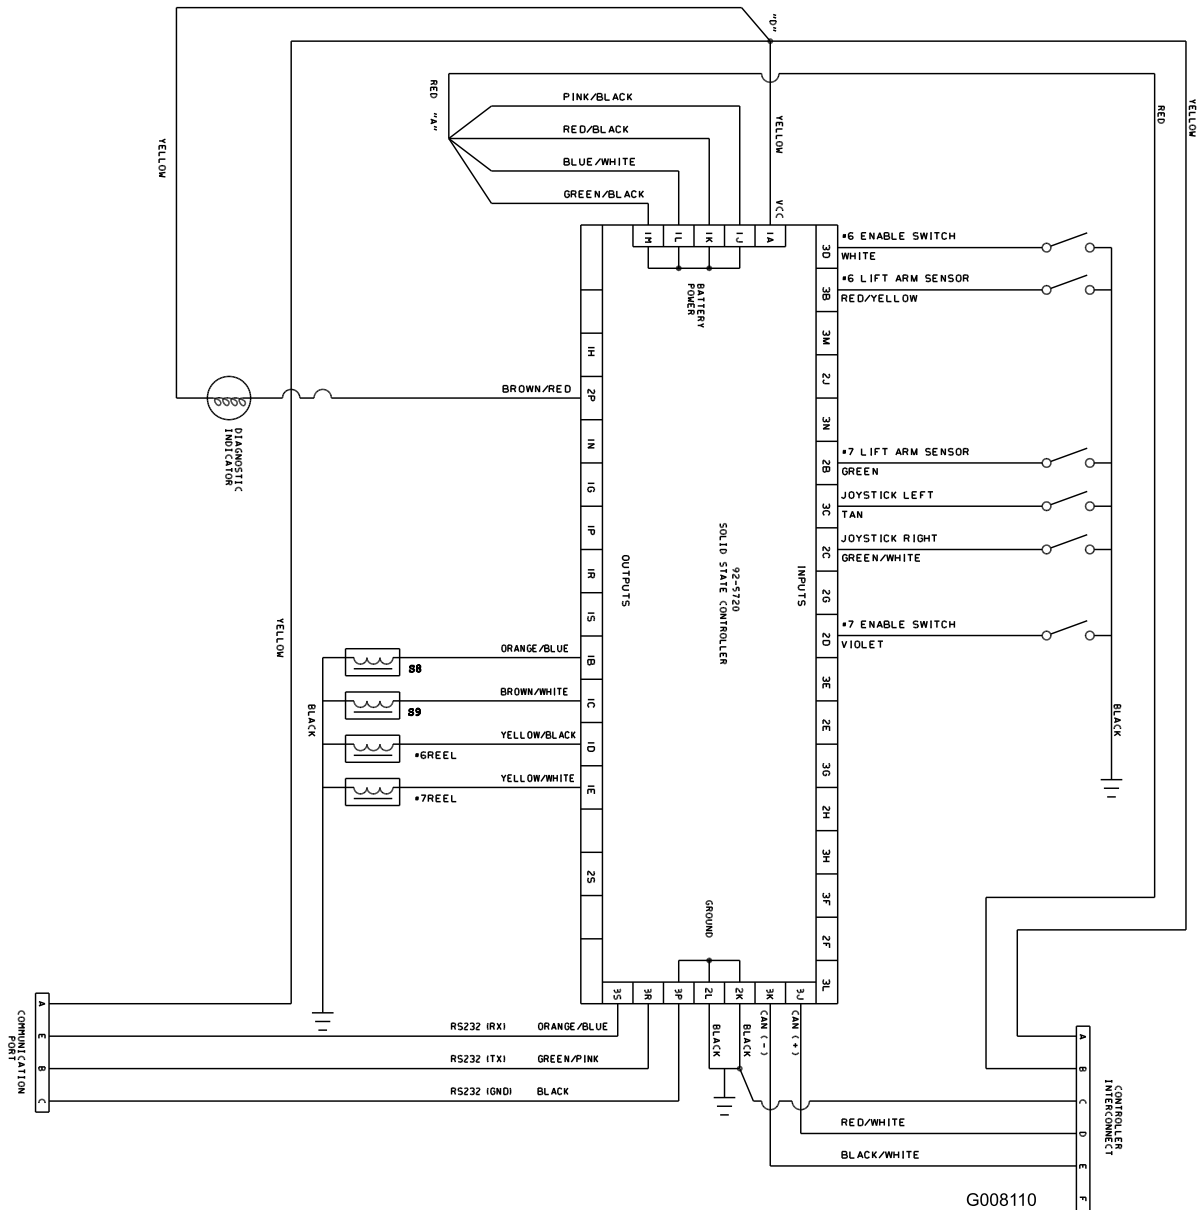 "D"
RED "A"
PINK/BLACK
RED/BLACK
BLUE/WHITE
GREEN/BLACK
YELLOW
YELLOW
VCC
RED
YELLOW
1M
1L
1K
1J
1A
BATTERY
POWER
3D
#6 ENABLE SWITCH
WHITE
3B
#6 LIFT ARM SENSOR
RED/YELLOW
3M
2J
3N
2B
#7 LIFT ARM SENSOR
GREEN
3C
JOYSTICK LEFT
TAN
2C
JOYSTICK RIGHT
GREEN/WHITE
2G
2D
#7 ENABLE SWITCH
VIOLET
3E
2E
3G
2H
3H
3F
2F
3L
BLACK
1H
2P
BROWN/RED
DIAGNOSTIC
INDICATOR
1N
1G
1P
1R
1S
OUTPUTS
92-5720
SOLID STATE CONTROLLER
INPUTS
1B
ORANGE/BLUE
S8
1C
BROWN/WHITE
S9
1D
YELLOW/BLACK
#6REEL
1E
YELLOW/WHITE
#7REEL
2S
YELLOW
BLACK
GROUND
3S
3R
3P
2L
2K
3K
3J
BLACK
BLACK
CAN (-)
CAN (+)
COMMUNICATION
PORT
A
E
B
C
RS232 (RX) ORANGE/BLUE
RS232 (TX) GREEN/PINK
RS232 (GND) BLACK
RED/WHITE
BLACK/WHITE
A
B
C
D
E
F
CONTROLLER
INTERCONNECT
G008110